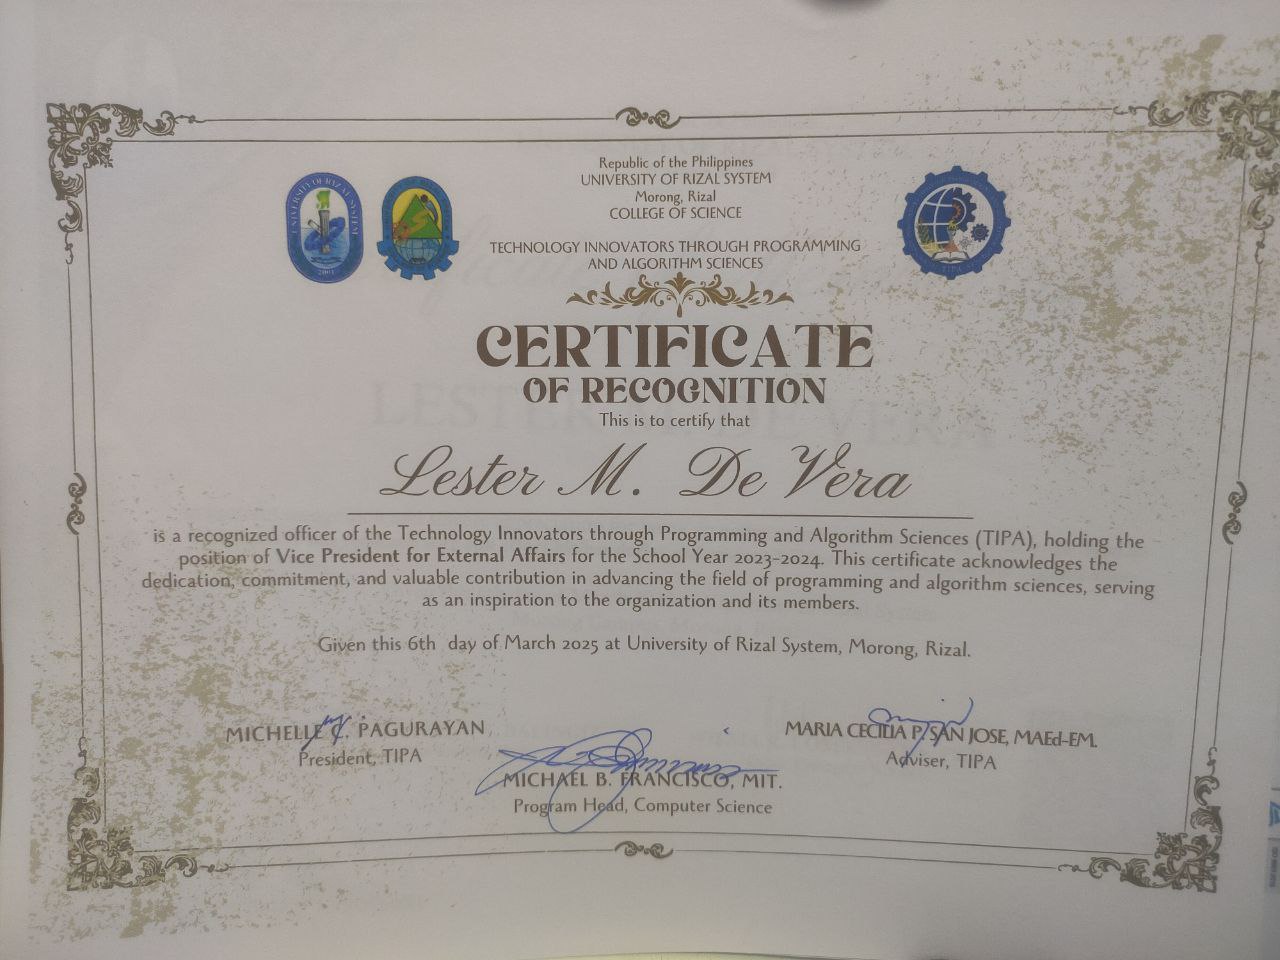 Republic of the Philippines
UNIVERSITY OF RIZAL SYSTEM
Morong, Rizal
COLLEGE OF SCIENCE
TECHNOLOGY INNOVATORS THROUGH PROGRAMMING
AND ALGORITHM SCIENCES
UNIVERSITY OF RIZAL SYSTEM
2001
TIPA
CERTIFICATE
OF RECOGNITION
This is to certify that
LESTER DE VERA
Lester M. De Vera
is a recognized officer of the Technology Innovators through Programming and Algorithm Sciences (TIPA), holding the
position of Vice President for External Affairs for the School Year 2023-2024. This certificate acknowledges the
dedication, commitment, and valuable contribution in advancing the field of programming and algorithm sciences, serving
as an inspiration to the organization and its members.
Given this 6th day of March 2025 at University of Rizal System, Morong, Rizal.
MICHELLE C. PAGURAYAN
President, TIPA
MICHAEL B. FRANCISCO, MIT.
Program Head, Computer Science
MARIA CECILIA P. SAN JOSE, MAEd-EM.
Adviser, TIPA